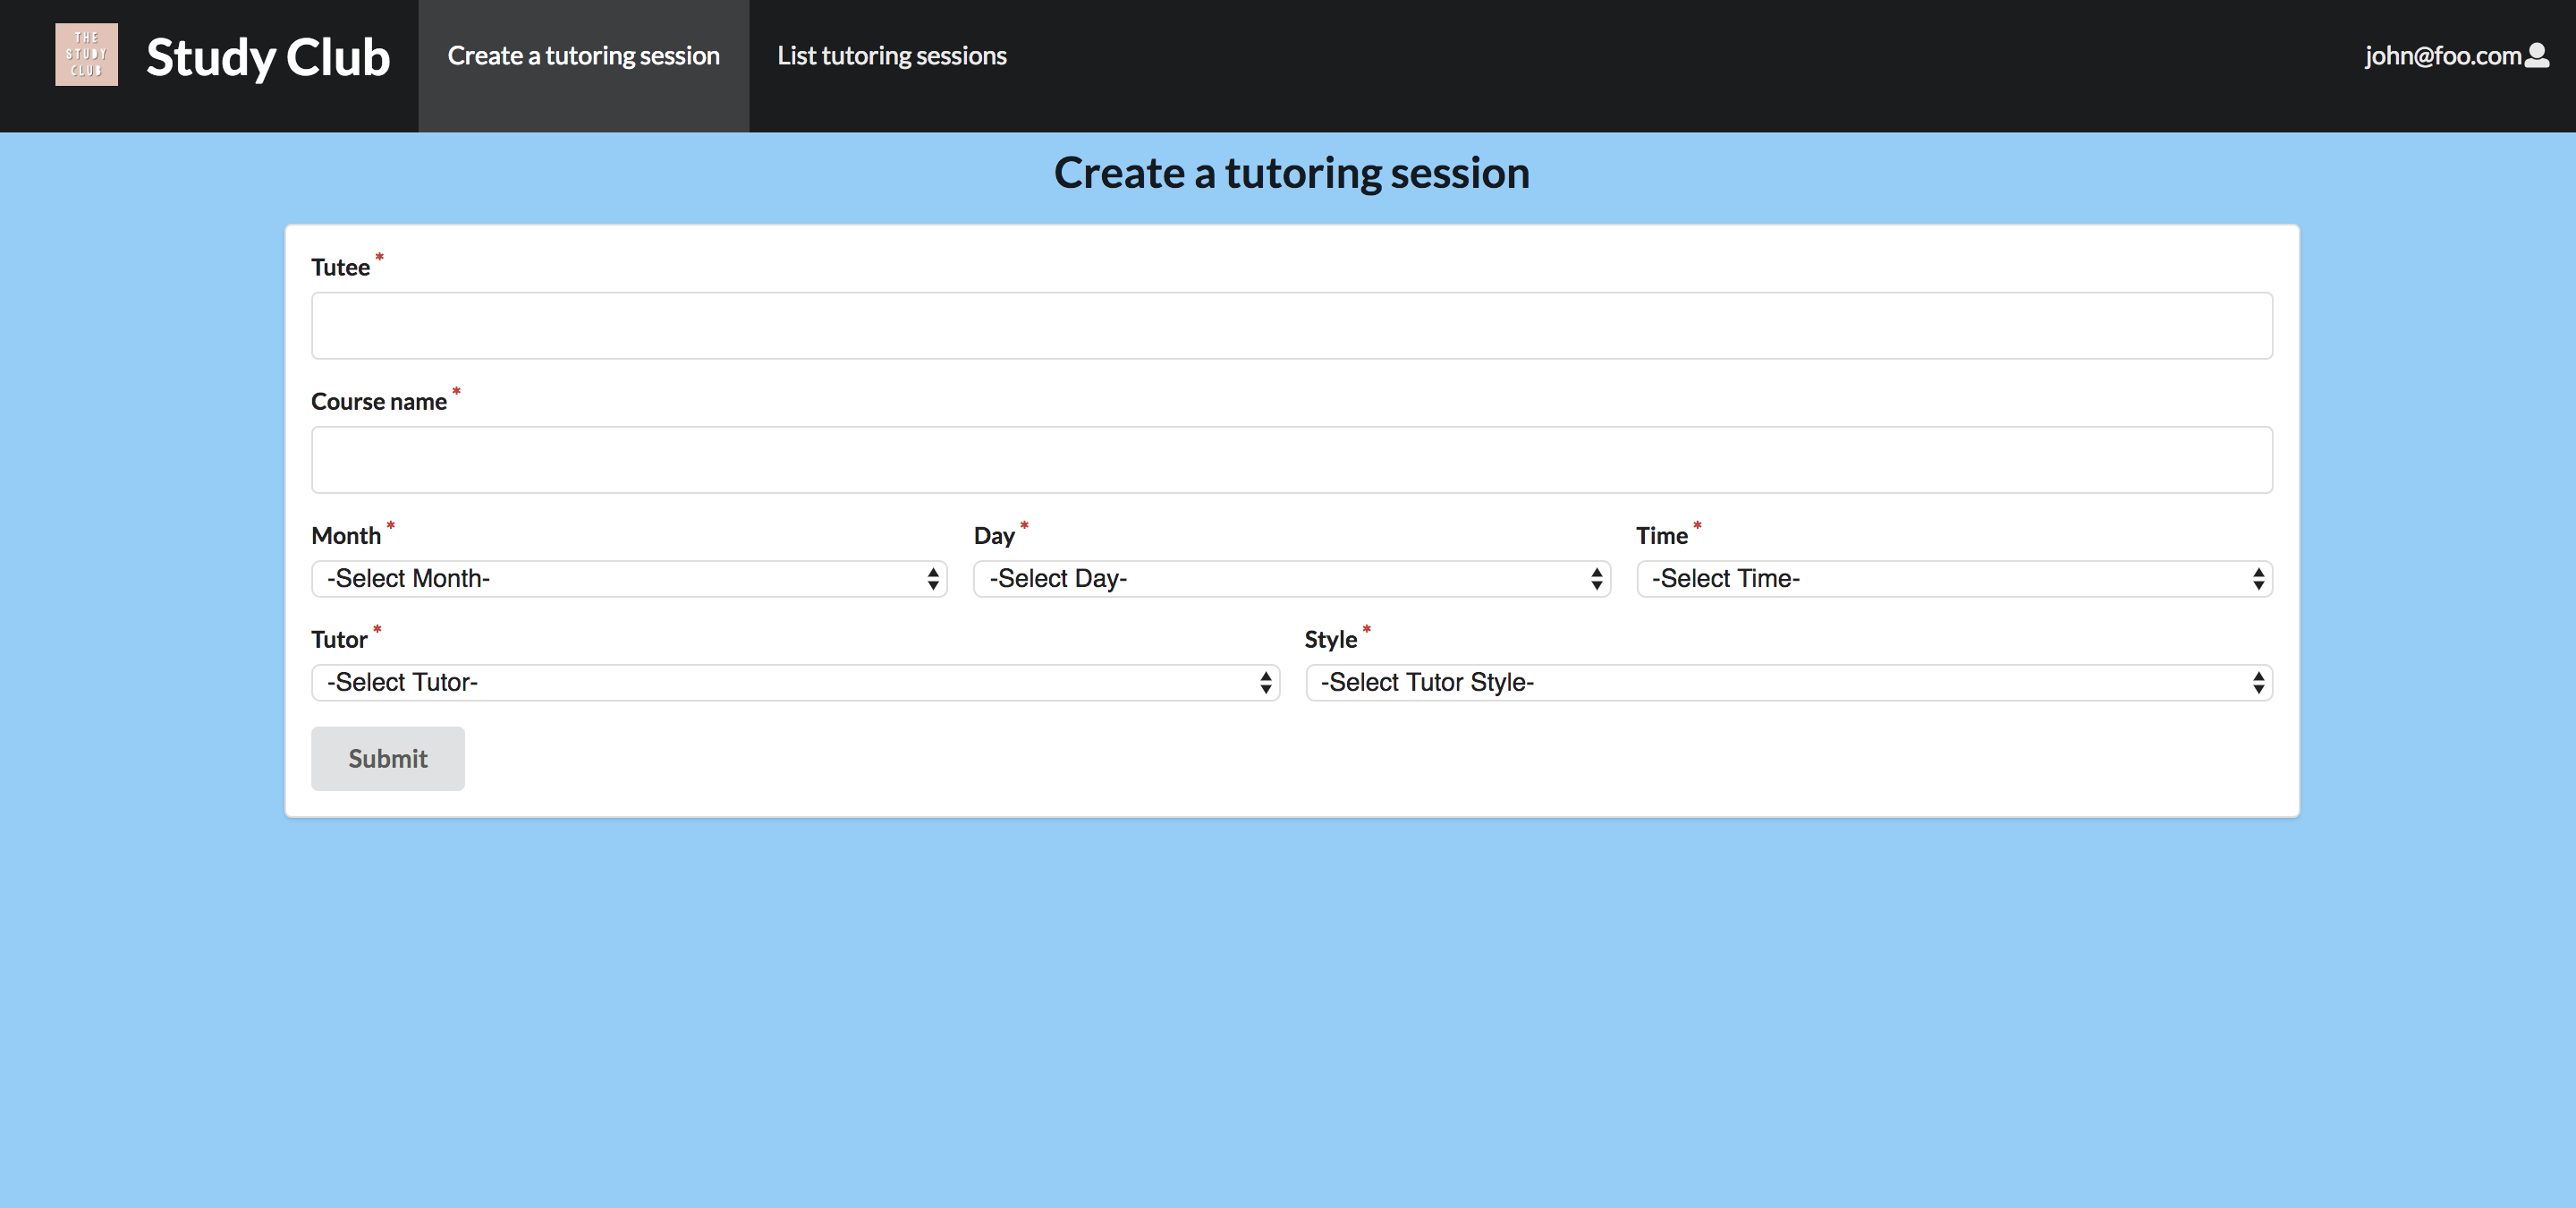 THE
STUDY
CLUB
Study Club
Create a tutoring session
List tutoring sessions
john@foo.com
Create a tutoring session
Tutee *
Course name *
Month * Day * Time *
-Select Month- -Select Day- -Select Time-
Tutor * Style *
-Select Tutor- -Select Tutor Style-
Submit